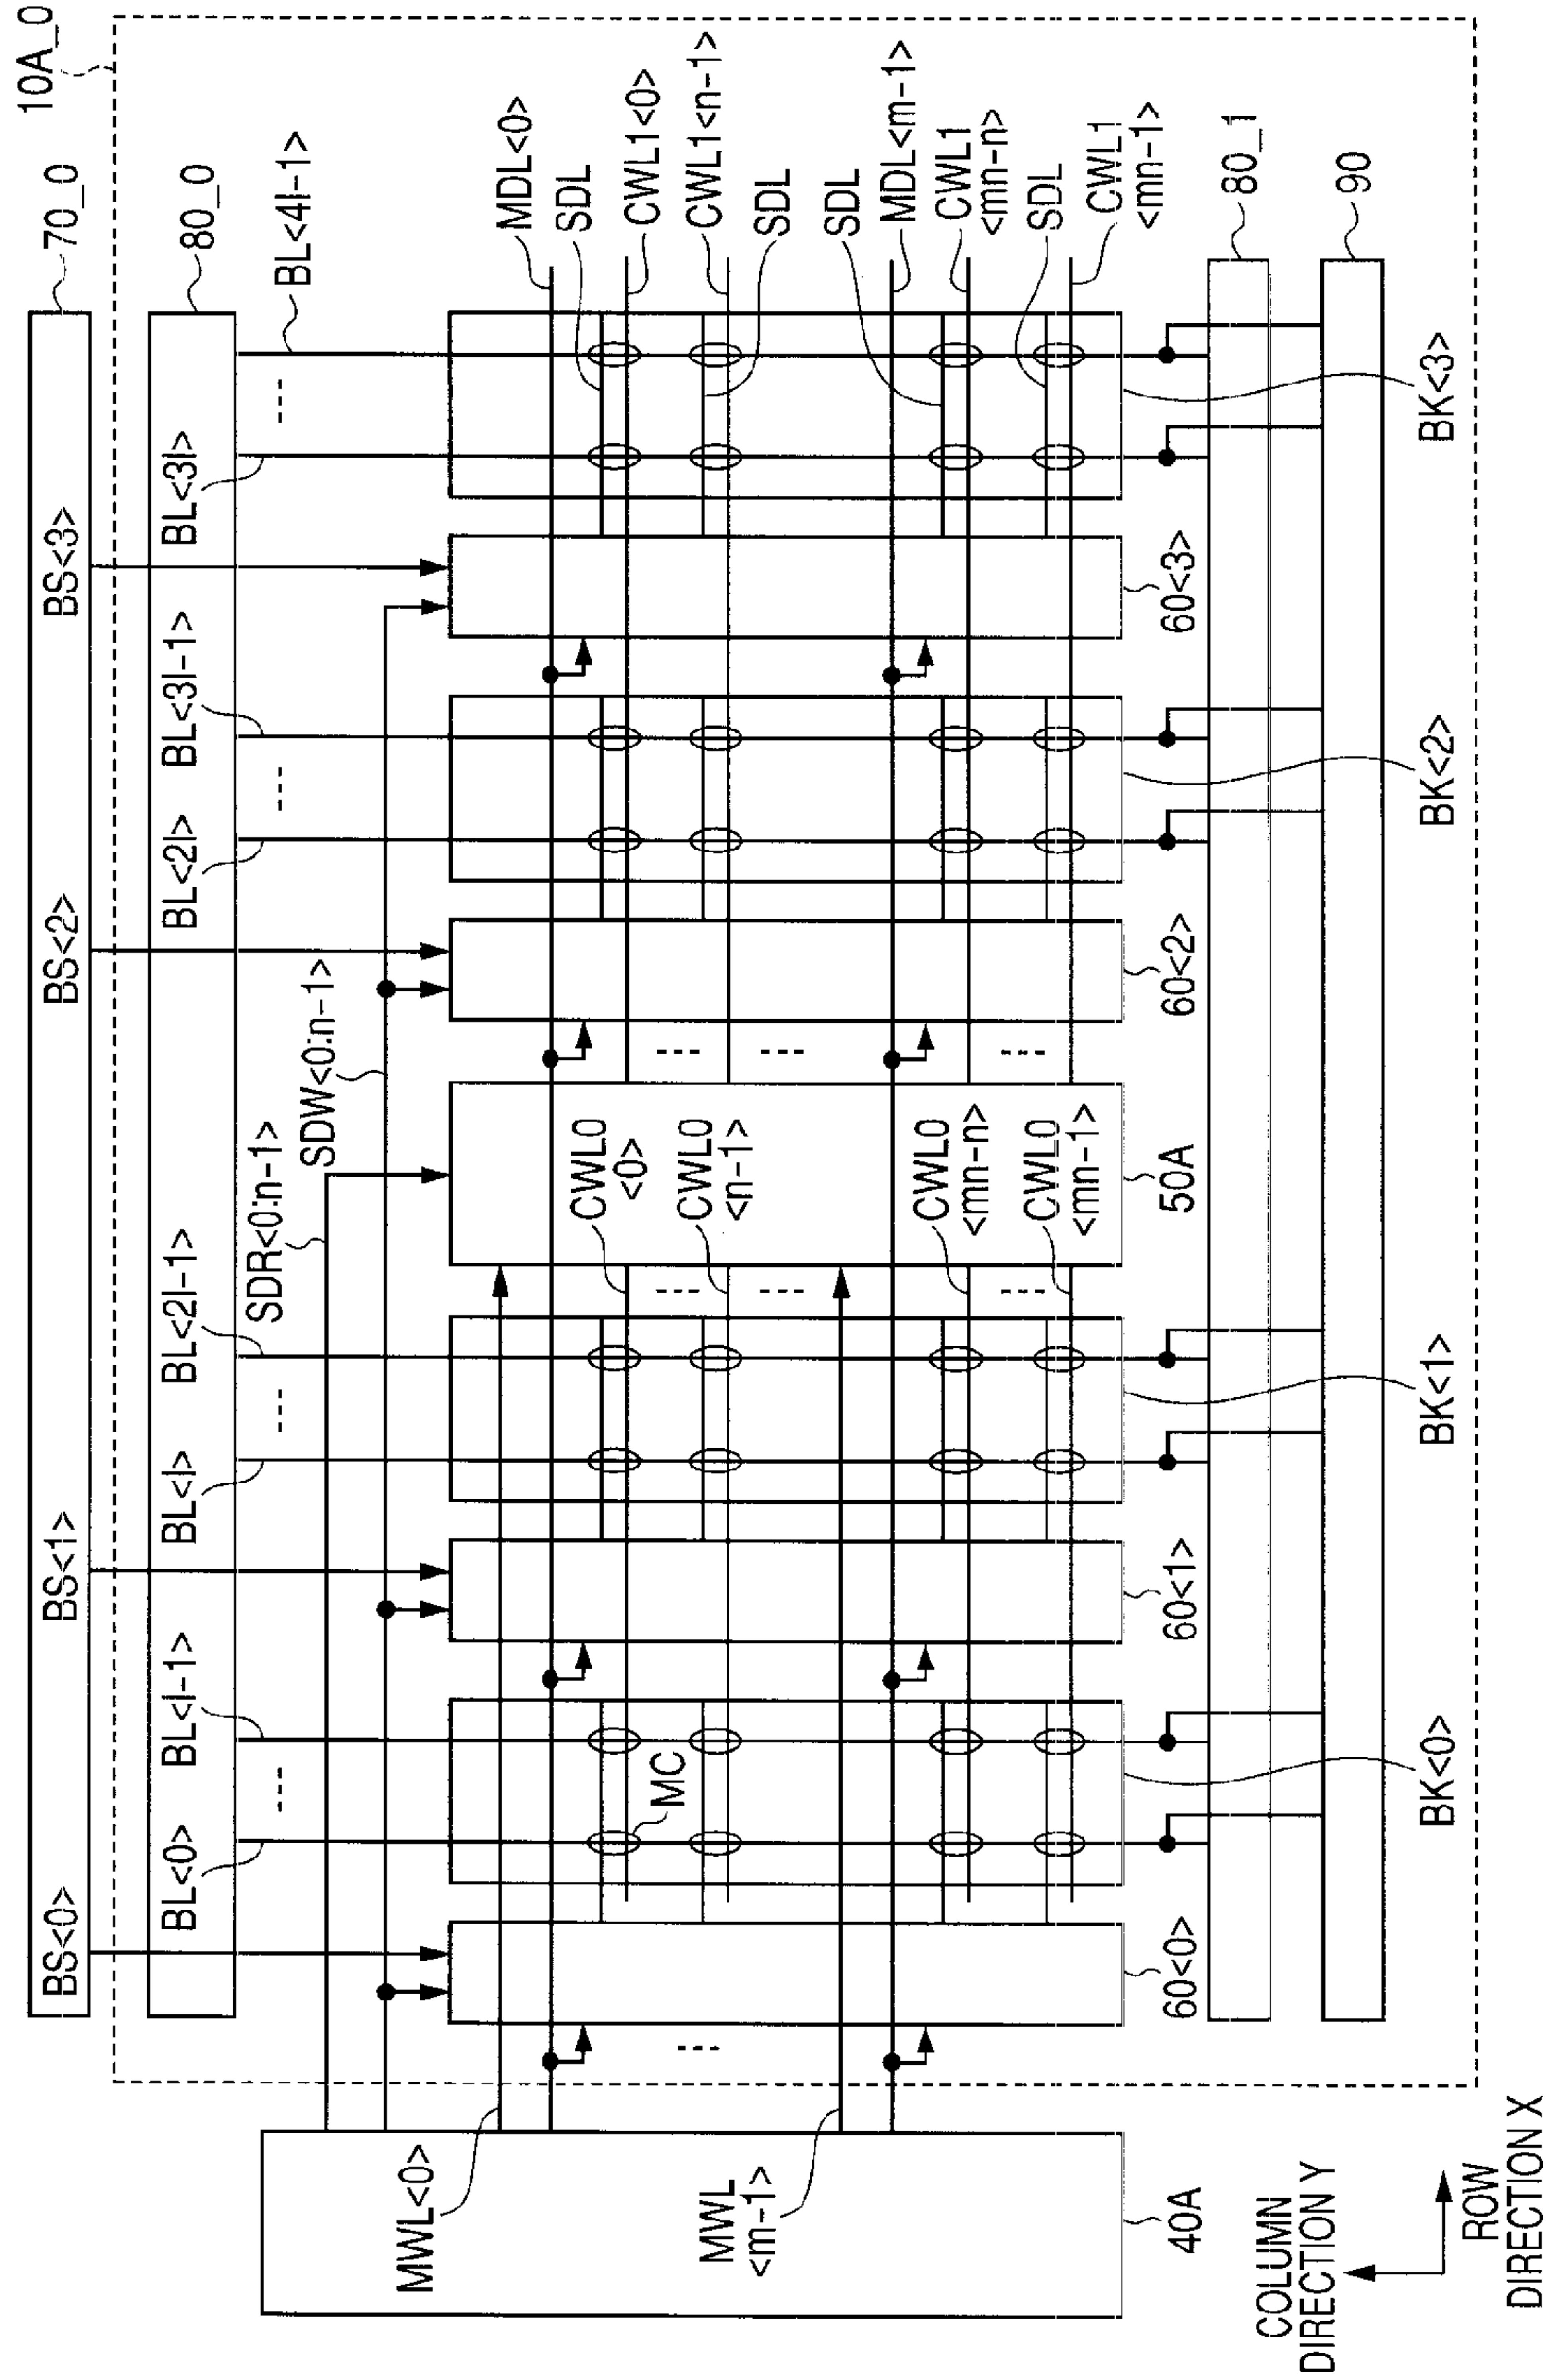 10A_0
70_0
BS<0>
BS<1>
BS<2>
BS<3>
80_0
BL<0>
BL<l-1>
BL<l>
BL<2l-1>
BL<2l>
BL<3l-1>
BL<3l>
BL<4l-1>
SDR<0:n-1>
SDW<0:n-1>
MDL<0>
SDL
CWL1<0>
CWL1<n-1>
SDL
SDL
MDL<m-1>
CWL1
<mn-n>
SDL
CWL1
<mn-1>
MWL<0>
MWL
<m-1>
MC
CWL0
<0>
CWL0
<n-1>
CWL0
<mn-n>
CWL0
<mn-1>
40A
60<0>
60<1>
50A
60<2>
60<3>
80_1
90
BK<0>
BK<1>
BK<2>
BK<3>
COLUMN
DIRECTION Y
ROW
DIRECTION X